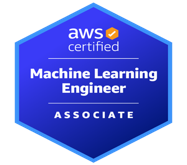 aws
certified
Machine Learning
Engineer
ASSOCIATE